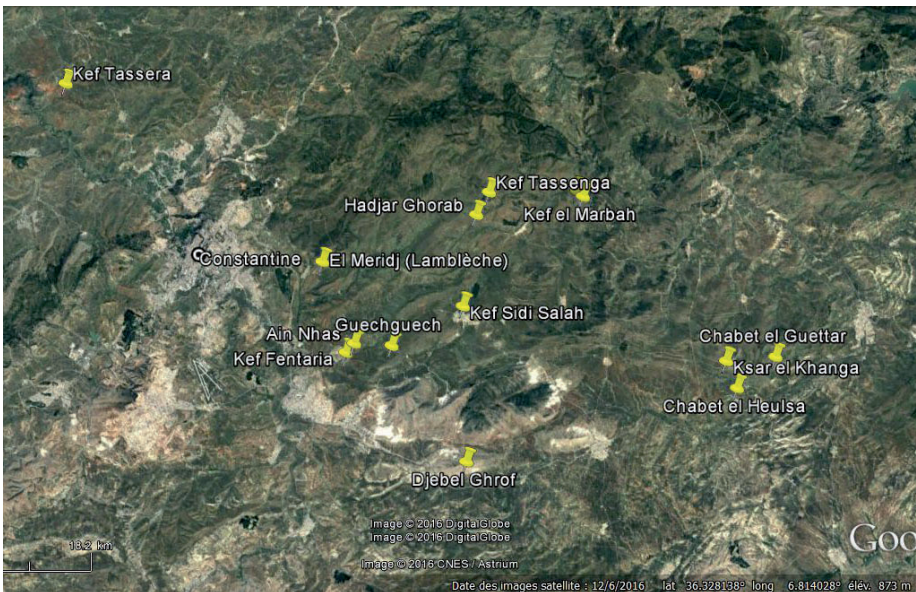 Kef Tassera
Kef Tassenga
Hadjar Ghorab
Kef el Marbah
Constantine
El Meridj (Lamblèche)
Kef Sidi Salah
Guechguech
Ain Nhas
Kef Fentaria
Chabet el Guettar
Ksar el Khanga
Chabet el Heulsa
Djebel Ghrof
Image © 2016 DigitalGlobe
Image © 2016 DigitalGlobe
18.2 km
Image © 2016 CNES / Astrium
Goo
Date des images satellite : 12/6/2016 lat 36.328138° long 6.814028° élév. 873 m